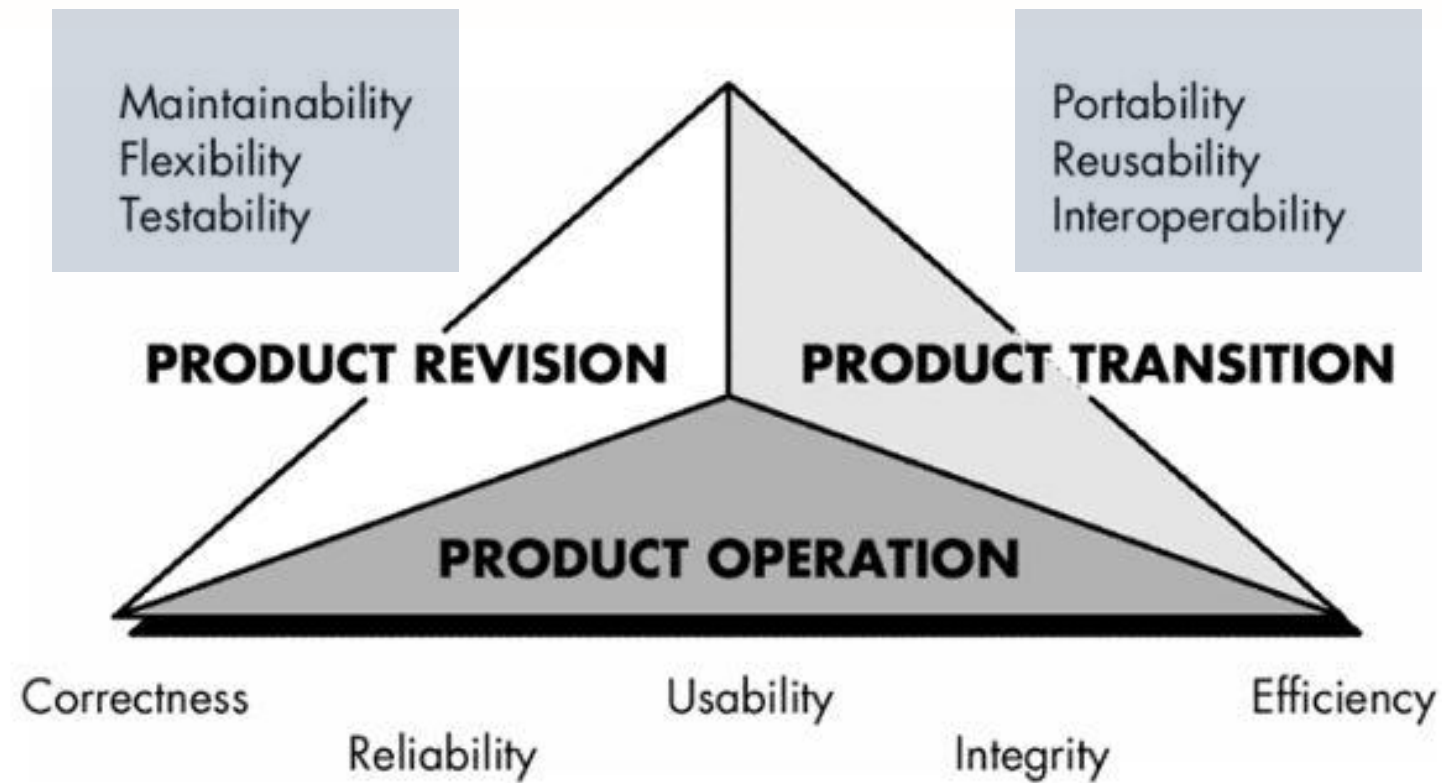 Maintainability
Flexibility
Testability
Portability
Reusability
Interoperability
PRODUCT REVISION
PRODUCT TRANSITION
PRODUCT OPERATION
Correctness
Usability
Efficiency
Reliability
Integrity